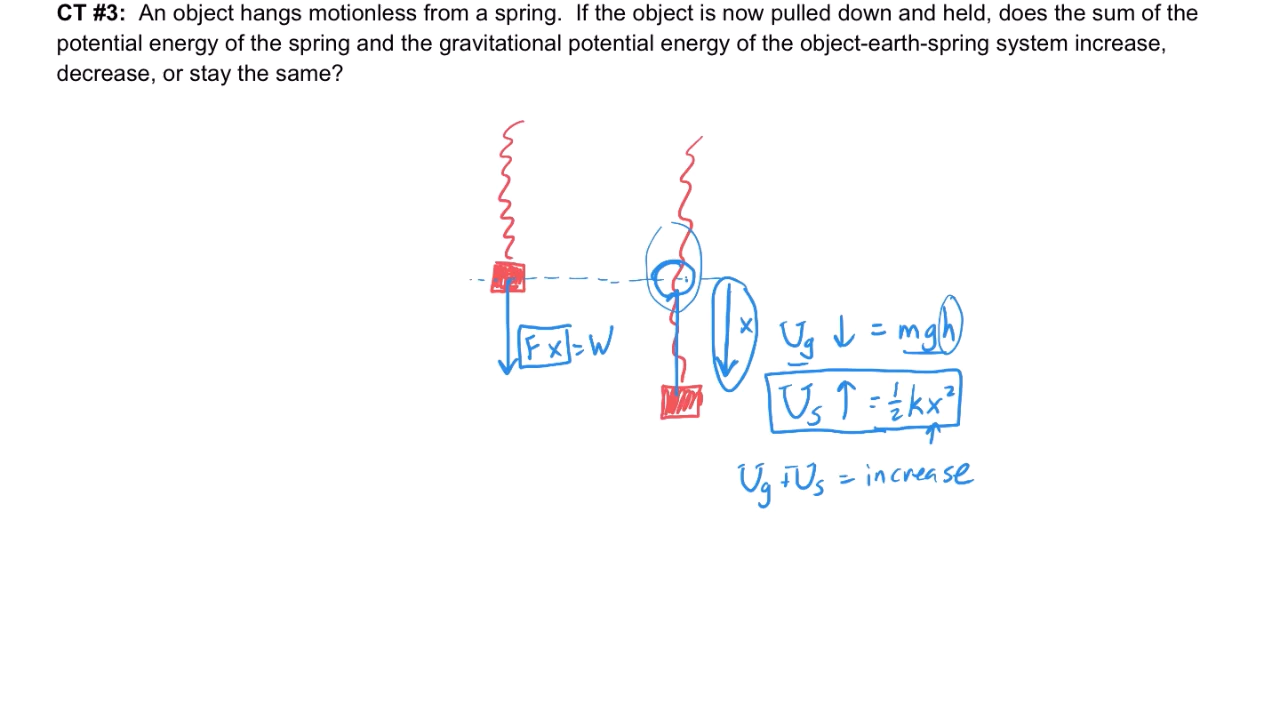 CT #3: An object hangs motionless from a spring. If the object is now pulled down and held, does the sum of the
potential energy of the spring and the gravitational potential energy of the object-earth-spring system increase,
decrease, or stay the same?
Fx = W
x
Ug ↓ = mgh
Us ↑ = ½kx²
Ug + Us = increase